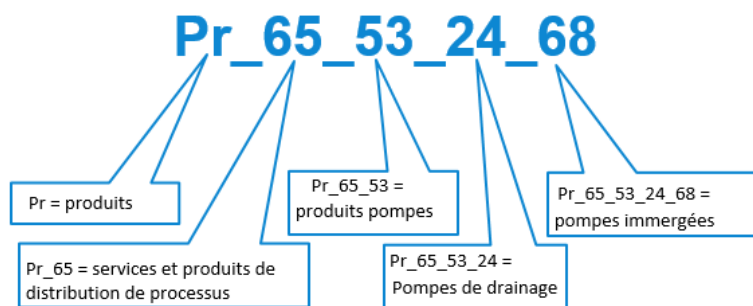 Pr_65_53_24_68
Pr = produits
Pr_65 = services et produits de
distribution de processus
Pr_65_53 =
produits pompes
Pr_65_53_24 =
Pompes de drainage
Pr_65_53_24_68 =
pompes immergées